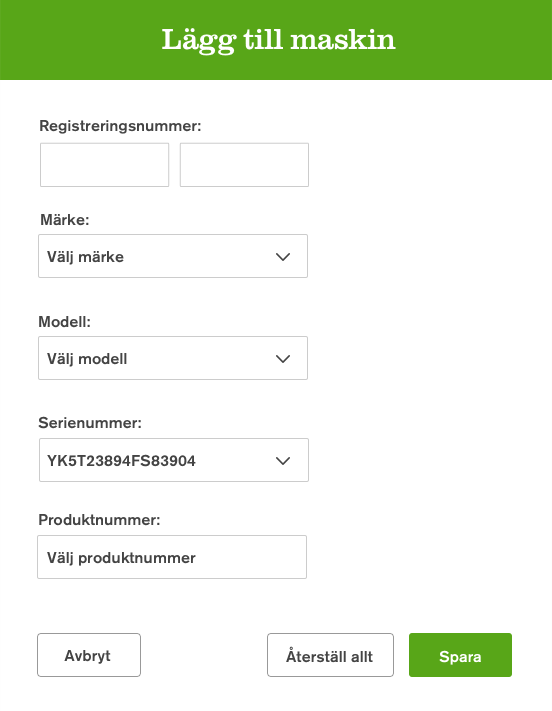 Lägg till maskin
Registreringsnummer:
Märke:
Välj märke
Modell:
Välj modell
Serienummer:
YK5T23894FS83904
Produktnummer:
Välj produktnummer
Avbryt
Återställ allt
Spara